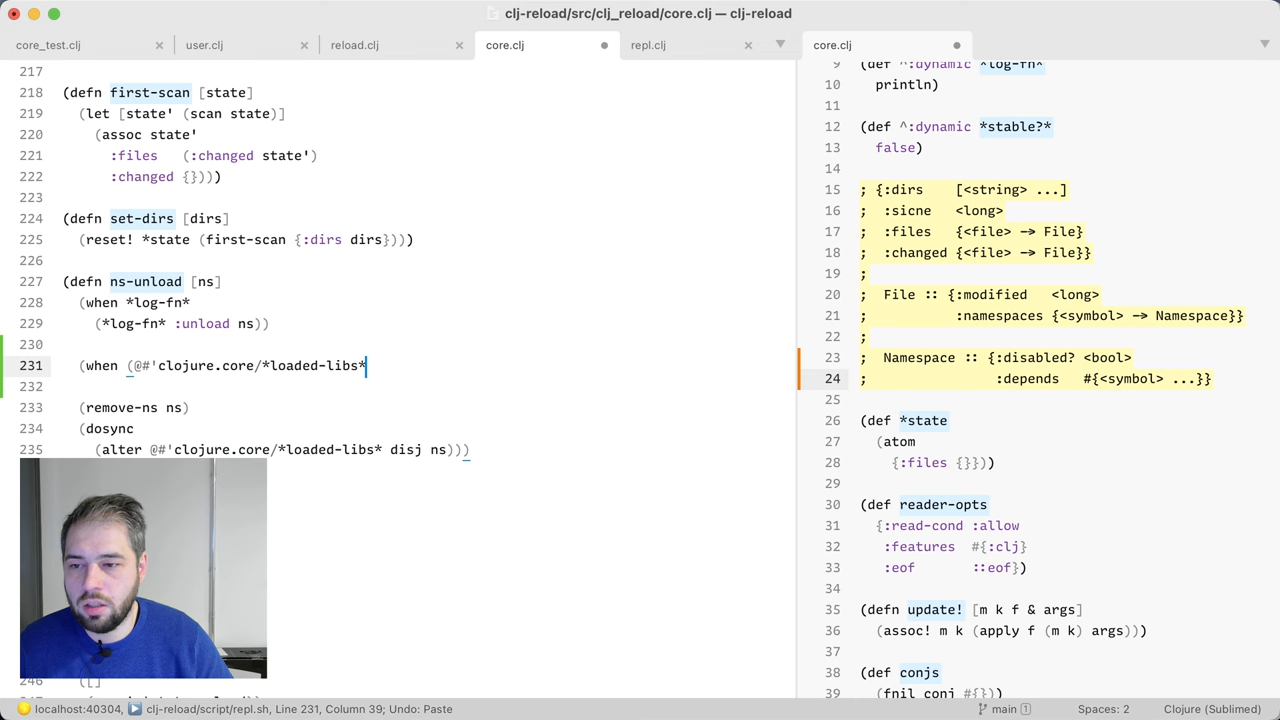 clj-reload/src/clj_reload/core.clj — clj-reload
core_test.clj
user.clj
reload.clj
core.clj
repl.clj
core.clj
217
218 (defn first-scan [state]
219 (let [state' (scan state)]
220 (assoc state'
221 :files (:changed state')
222 :changed {})))
223
224 (defn set-dirs [dirs]
225 (reset! *state (first-scan {:dirs dirs})))
226
227 (defn ns-unload [ns]
228 (when *log-fn*
229 (*log-fn* :unload ns))
230
231 (when (@#'clojure.core/*loaded-libs*
232
233 (remove-ns ns)
234 (dosync
235 (alter @#'clojure.core/*loaded-libs* disj ns)))
246 ([]
9 (def ^:dynamic *log-fn*
10 println)
11
12 (def ^:dynamic *stable?*
13 false)
14
15 ; {:dirs [<string> ...]
16 ; :sicne <long>
17 ; :files {<file> -> File}
18 ; :changed {<file> -> File}}
19 ;
20 ; File :: {:modified <long>
21 ; :namespaces {<symbol> -> Namespace}}
22 ;
23 ; Namespace :: {:disabled? <bool>
24 ; :depends #{<symbol> ...}}
25
26 (def *state
27 (atom
28 {:files {}}))
29
30 (def reader-opts
31 {:read-cond :allow
32 :features #{:clj}
33 :eof ::eof})
34
35 (defn update! [m k f & args]
36 (assoc! m k (apply f (m k) args)))
37
38 (def conjs
39 (fnil conj #{}))
localhost:40304, clj-reload/script/repl.sh, Line 231, Column 39; Undo: Paste
main 1
Spaces: 2
Clojure (Sublimed)